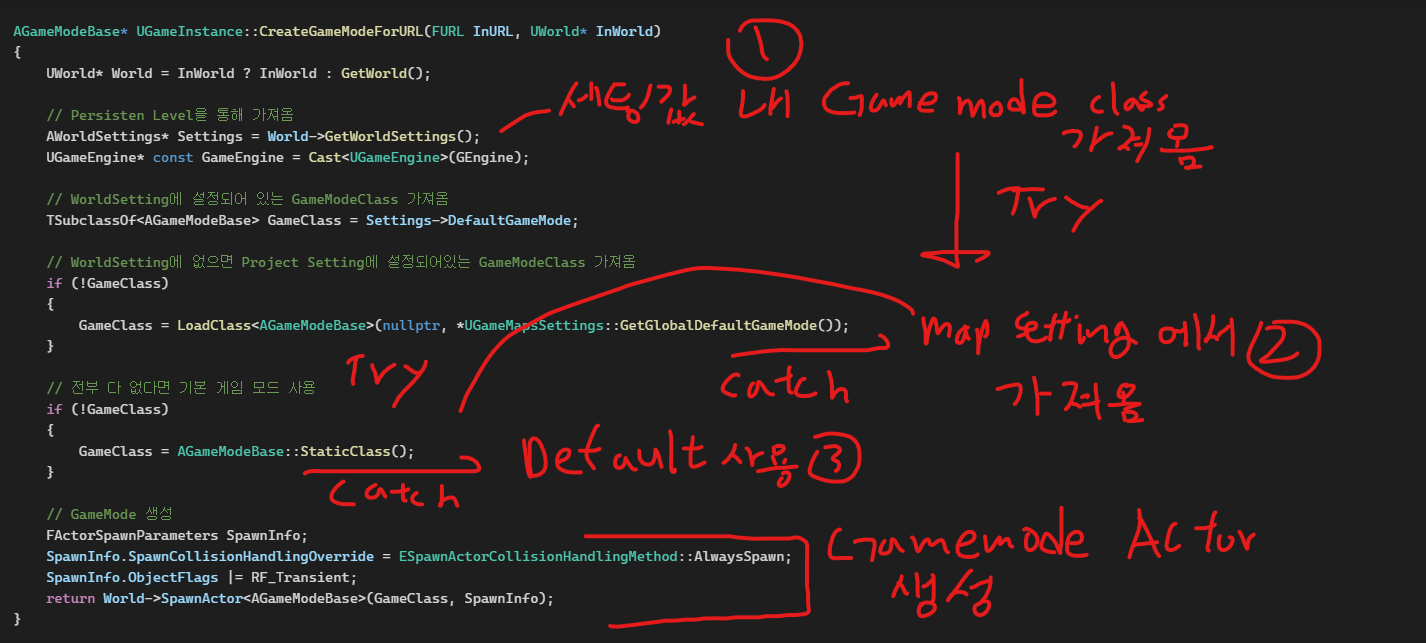 AGameModeBase* UGameInstance::CreateGameModeForURL(FURL InURL, UWorld* InWorld)
{
    UWorld* World = InWorld ? InWorld : GetWorld();
①
    // Persisten Level을 통해 가져옴
세팅값 내 Game mode class
가져옴
    AWorldSettings* Settings = World->GetWorldSettings();
    UGameEngine* const GameEngine = Cast<UGameEngine>(GEngine);
    // WorldSetting에 설정되어 있는 GameModeClass 가져옴
Try
    TSubclassOf<AGameModeBase> GameClass = Settings->DefaultGameMode;
    // WorldSetting에 없으면 Project Setting에 설정되어있는 GameModeClass 가져옴
    if (!GameClass)
    {
        GameClass = LoadClass<AGameModeBase>(nullptr, *UGameMapsSettings::GetGlobalDefaultGameMode());
    }
map setting 에서 ②
가져옴
catch
Try
    // 전부 다 없다면 기본 게임 모드 사용
    if (!GameClass)
    {
        GameClass = AGameModeBase::StaticClass();
    }
Default 사용 ③
catch
    // GameMode 생성
    FActorSpawnParameters SpawnInfo;
    SpawnInfo.SpawnCollisionHandlingOverride = ESpawnActorCollisionHandlingMethod::AlwaysSpawn;
    SpawnInfo.ObjectFlags |= RF_Transient;
    return World->SpawnActor<AGameModeBase>(GameClass, SpawnInfo);
}
Gamemode Actor
생성